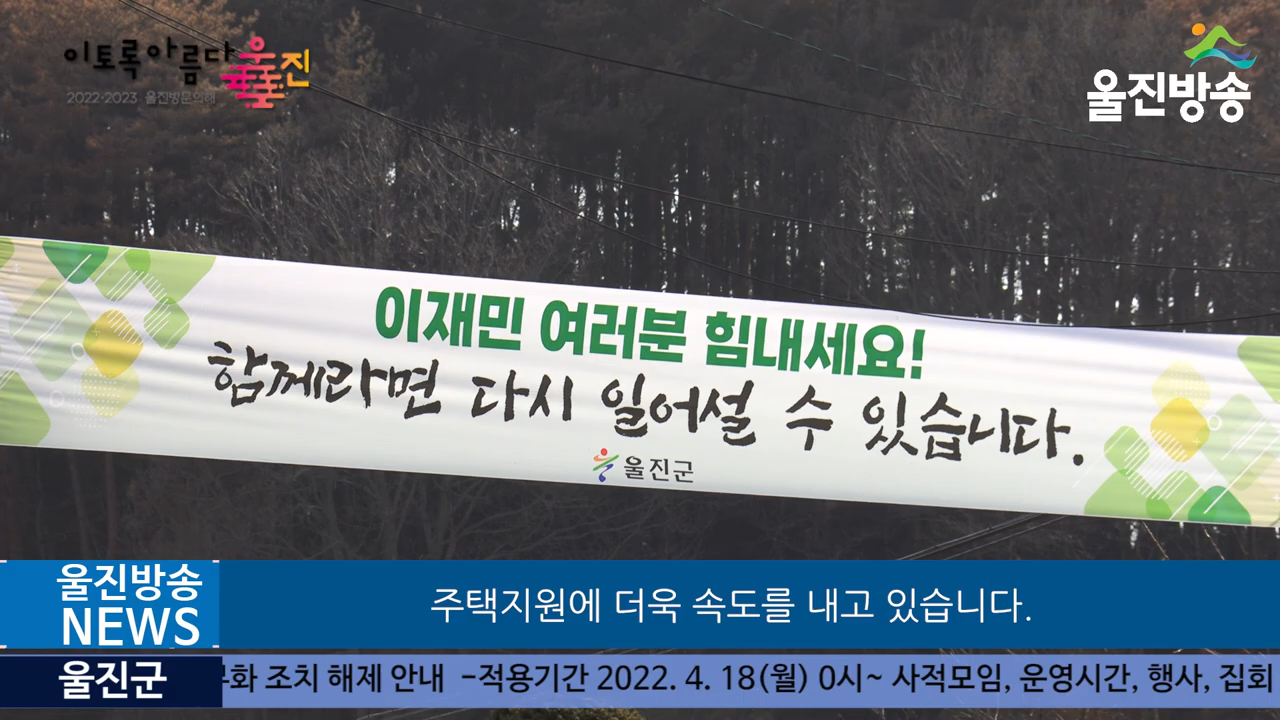 이토록 아름다울진
2022·2023 울진방문의해
울진방송
이재민 여러분 힘내세요!
함께라면 다시 일어설 수 있습니다.
울진군
울진방송
NEWS
주택지원에 더욱 속도를 내고 있습니다.
울진군
조치 해제 안내 -적용기간 2022. 4. 18(월) 0시~ 사적모임, 운영시간, 행사, 집회